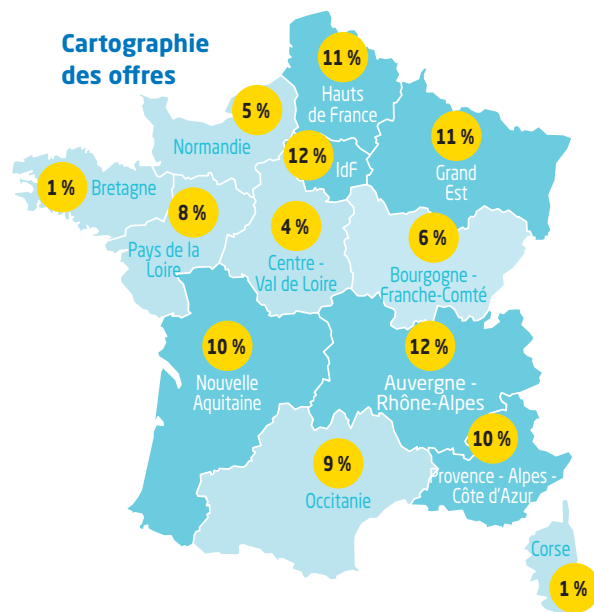 Cartographie
des offres
11 %
Hauts
de France
5 %
Normandie
12 %
IdF
11 %
Grand
Est
1 %
Bretagne
8 %
Pays de la
Loire
4 %
Centre -
Val de Loire
6 %
Bourgogne -
Franche-Comté
10 %
Nouvelle
Aquitaine
12 %
Auvergne -
Rhône-Alpes
10 %
Provence - Alpes -
Côte d'Azur
9 %
Occitanie
Corse
1 %